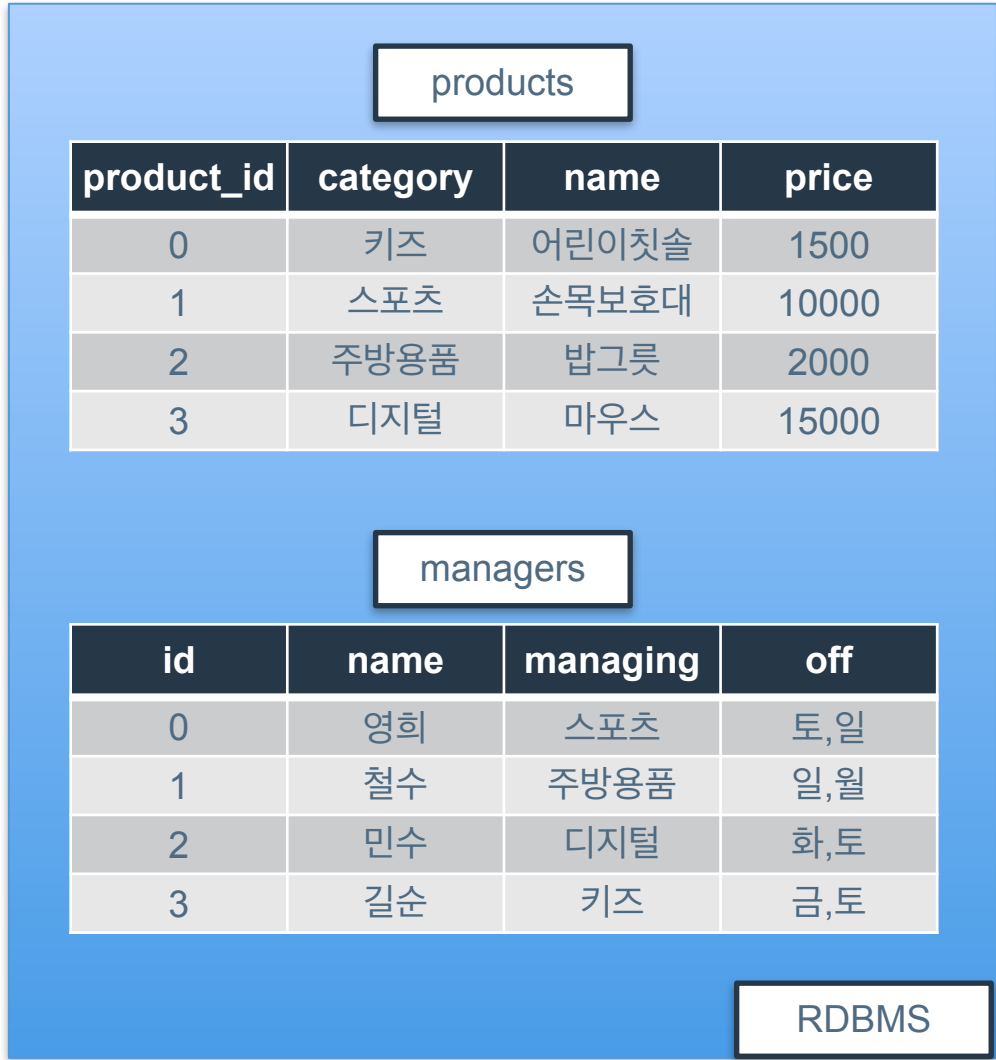 products
product_id category name price
0 키즈 어린이칫솔 1500
1 스포츠 손목보호대 10000
2 주방용품 밥그릇 2000
3 디지털 마우스 15000
managers
id name managing off
0 영희 스포츠 토,일
1 철수 주방용품 일,월
2 민수 디지털 화,토
3 길순 키즈 금,토
RDBMS